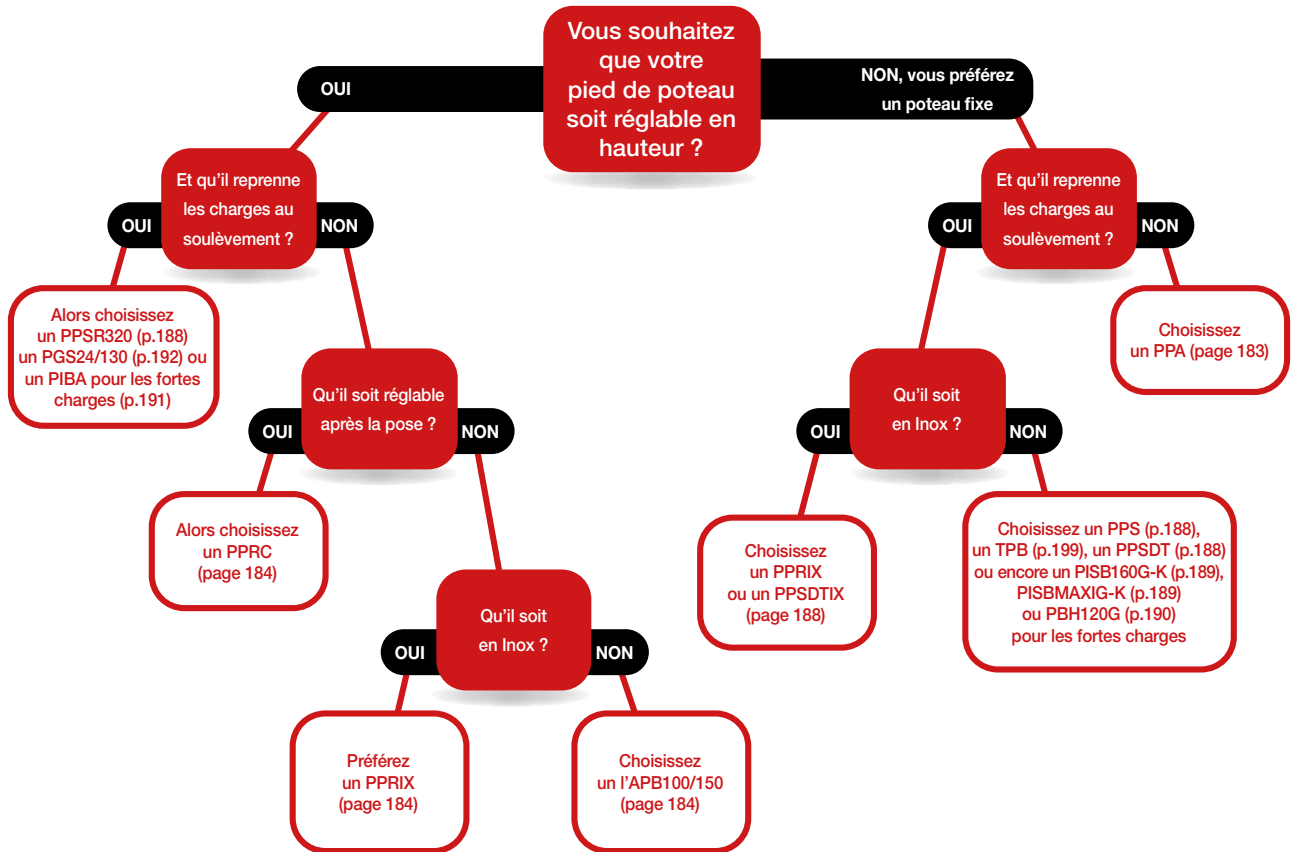 Vous souhaitez
que votre
pied de poteau
soit réglable en
hauteur ?
OUI
NON, vous préférez
un poteau fixe
Et qu'il reprenne
les charges au
soulèvement ?
OUI
NON
Et qu'il reprenne
les charges au
soulèvement ?
OUI
NON
Alors choisissez
un PPSR320 (p.188)
un PGS24/130 (p.192) ou
un PIBA pour les fortes
charges (p.191)
Choisissez
un PPA (page 183)
Qu'il soit réglable
après la pose ?
OUI
NON
Qu'il soit
en Inox ?
OUI
NON
Alors choisissez
un PPRC
(page 184)
Choisissez
un PPRIX
ou un PPSDTIX
(page 188)
Choisissez un PPS (p.188),
un TPB (p.199), un PPSDT (p.188)
ou encore un PISB160G-K (p.189),
PISBMAXIG-K (p.189)
ou PBH120G (p.190)
pour les fortes charges
Qu'il soit
en Inox ?
OUI
NON
Préférez
un PPRIX
(page 184)
Choisissez
un l'APB100/150
(page 184)